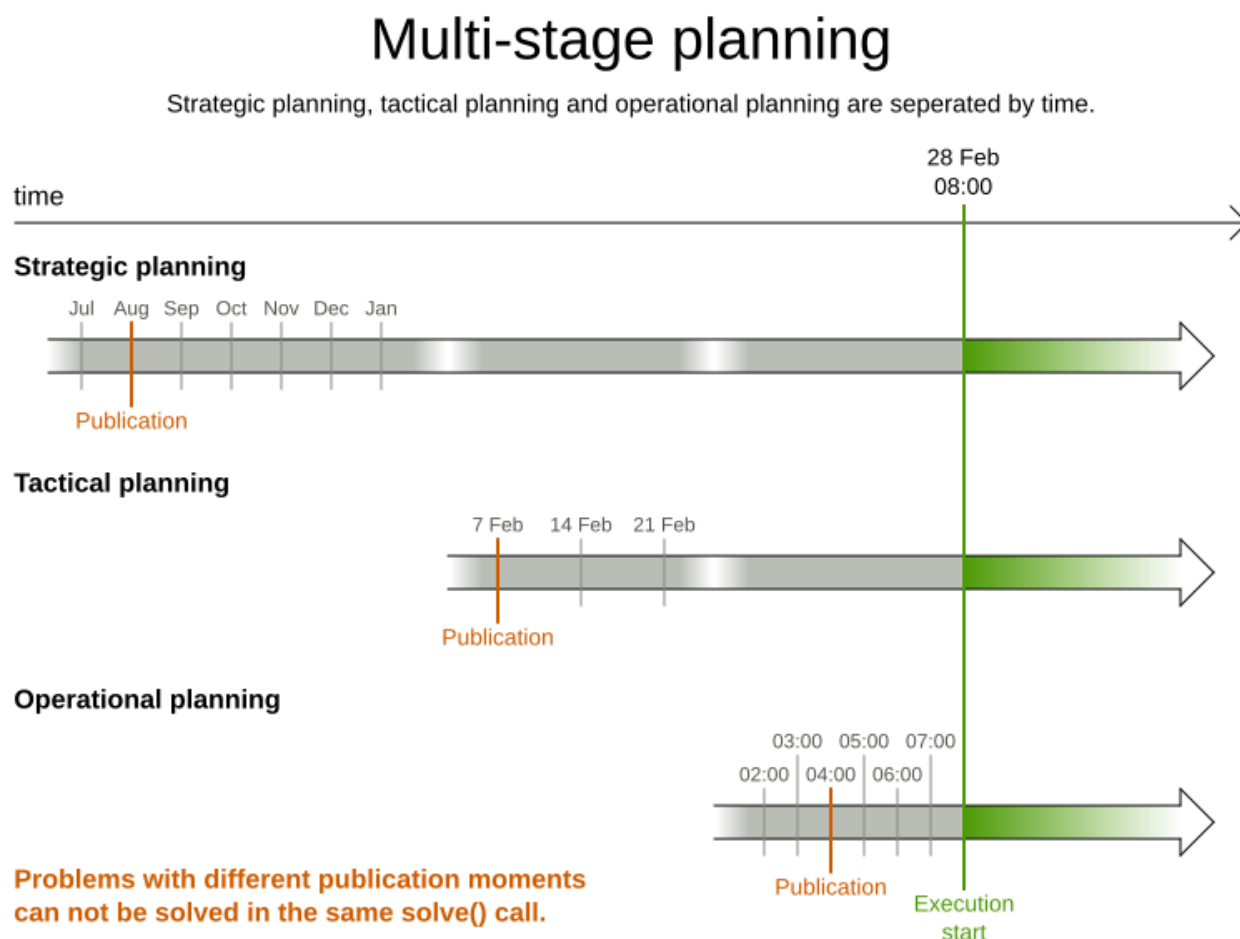 Multi-stage planning
Strategic planning, tactical planning and operational planning are seperated by time.
28 Feb
08:00
time
Strategic planning
Jul Aug Sep Oct Nov Dec Jan
Publication
Tactical planning
7 Feb 14 Feb 21 Feb
Publication
Operational planning
03:00 05:00 07:00
02:00 04:00 06:00
Publication
Execution
start
Problems with different publication moments
can not be solved in the same solve() call.